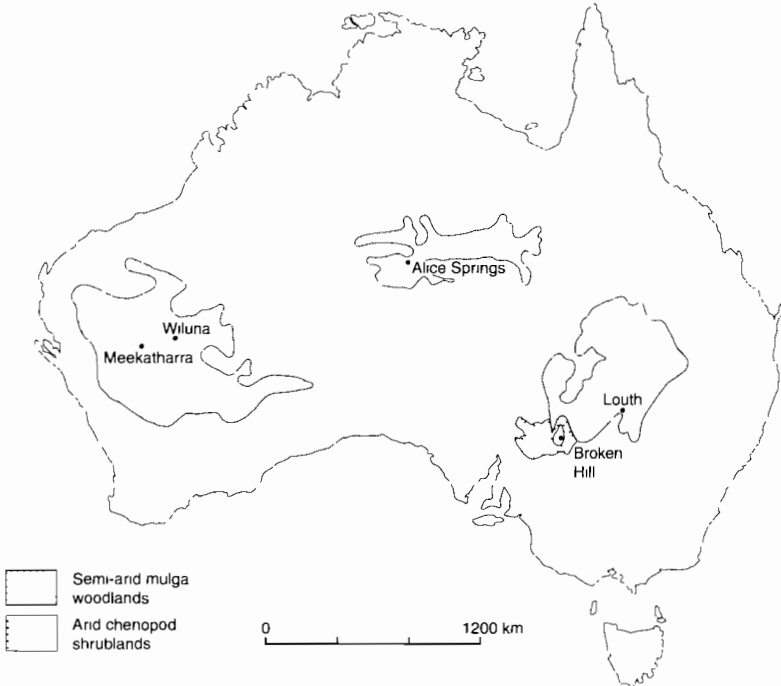 Alice Springs
Wiluna
Meekatharra
Louth
Broken
Hill
Semi-arid mulga
woodlands
Arid chenopod
shrublands
0 1200 km